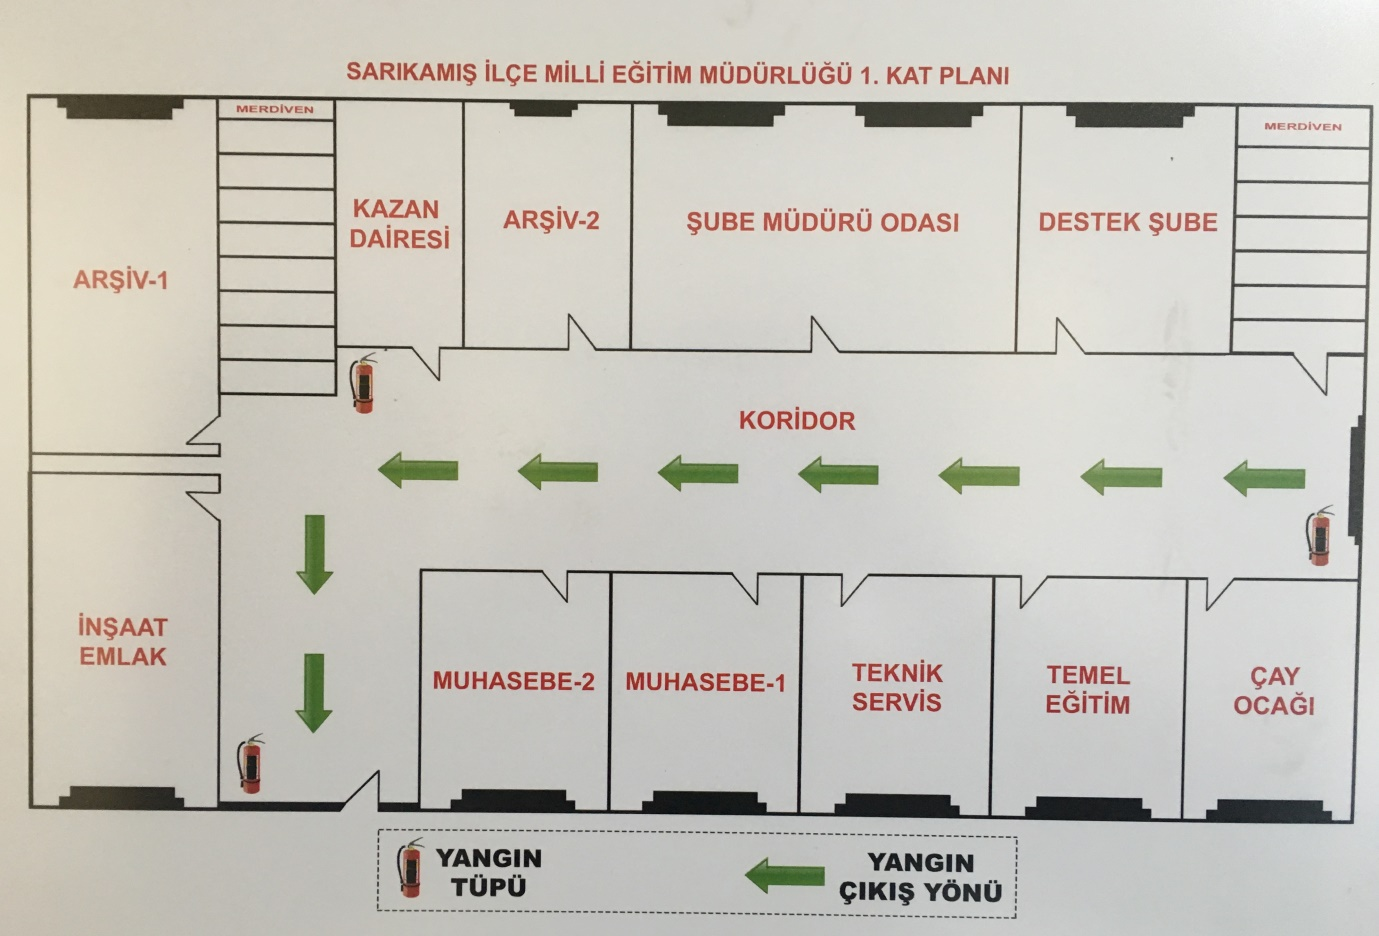 SARIKAMIŞ İLÇE MİLLİ EĞİTİM MÜDÜRLÜĞÜ 1. KAT PLANI
MERDİVEN
MERDİVEN
KAZAN
DAİRESİ
ARŞİV-2
ŞUBE MÜDÜRÜ ODASI
DESTEK ŞUBE
ARŞİV-1
KORİDOR
İNŞAAT
EMLAK
MUHASEBE-2
MUHASEBE-1
TEKNİK
SERVİS
TEMEL
EĞİTİM
ÇAY
OCAĞI
YANGIN
TÜPÜ
YANGIN
ÇIKIŞ YÖNÜ